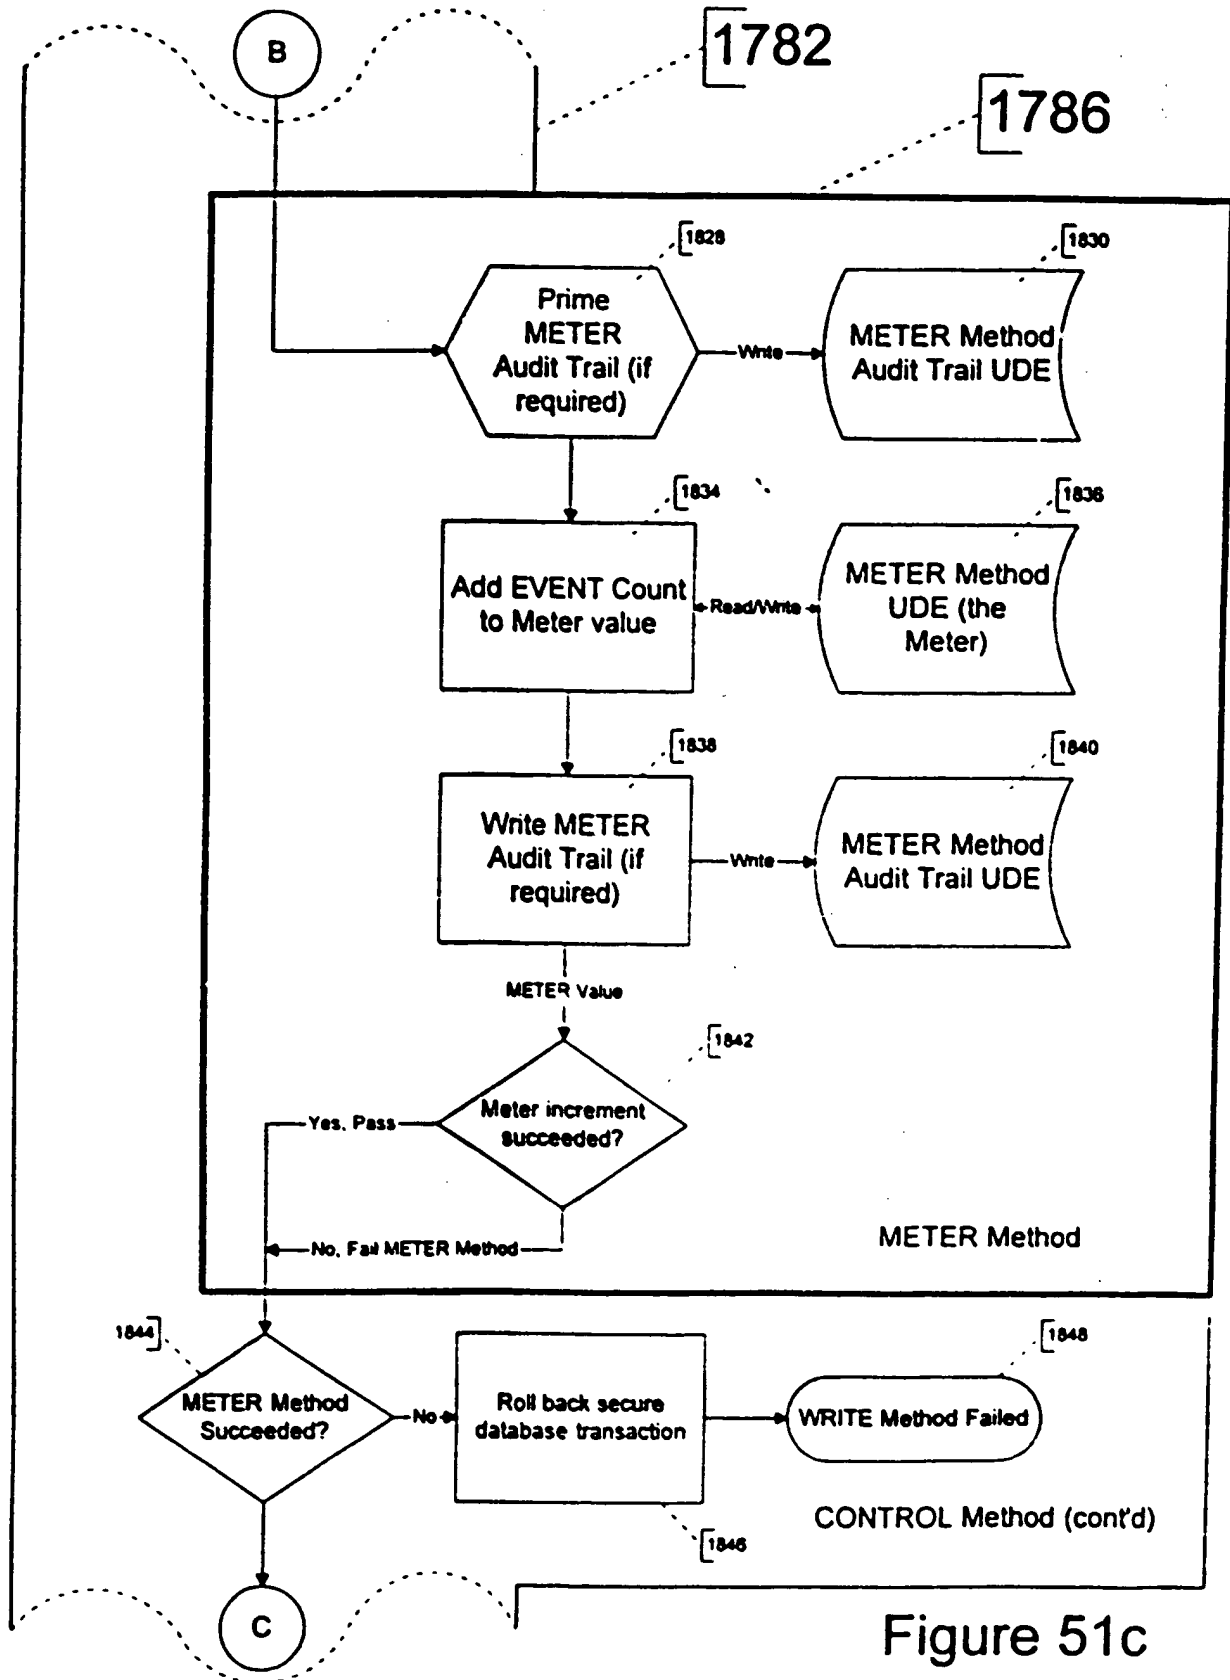 B
1782
1786
1828
1830
Prime
METER
Audit Trail (if
required)
Write
METER Method
Audit Trail UDE
1834
1836
Add EVENT Count
to Meter value
Read/Write
METER Method
UDE (the
Meter)
1838
1840
Write METER
Audit Trail (if
required)
Write
METER Method
Audit Trail UDE
METER Value
1842
Meter increment
succeeded?
Yes, Pass
No, Fail METER Method
METER Method
1844
1848
METER Method
Succeeded?
No
Roll back secure
database transaction
WRITE Method Failed
1846
CONTROL Method (cont'd)
C
Figure 51c